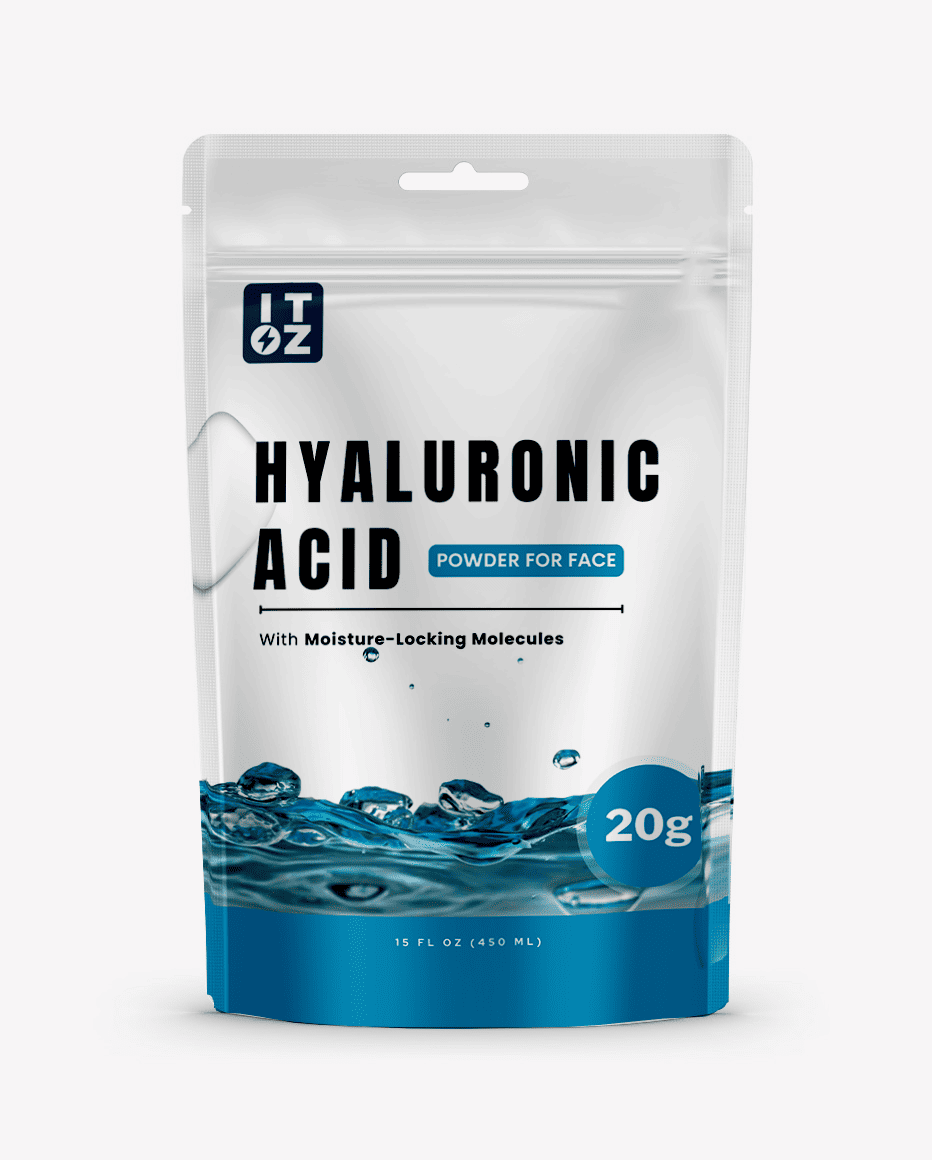 IT
OZ
HYALURONIC
ACID POWDER FOR FACE
With Moisture-Locking Molecules
20g
15 FL OZ (450 ML)